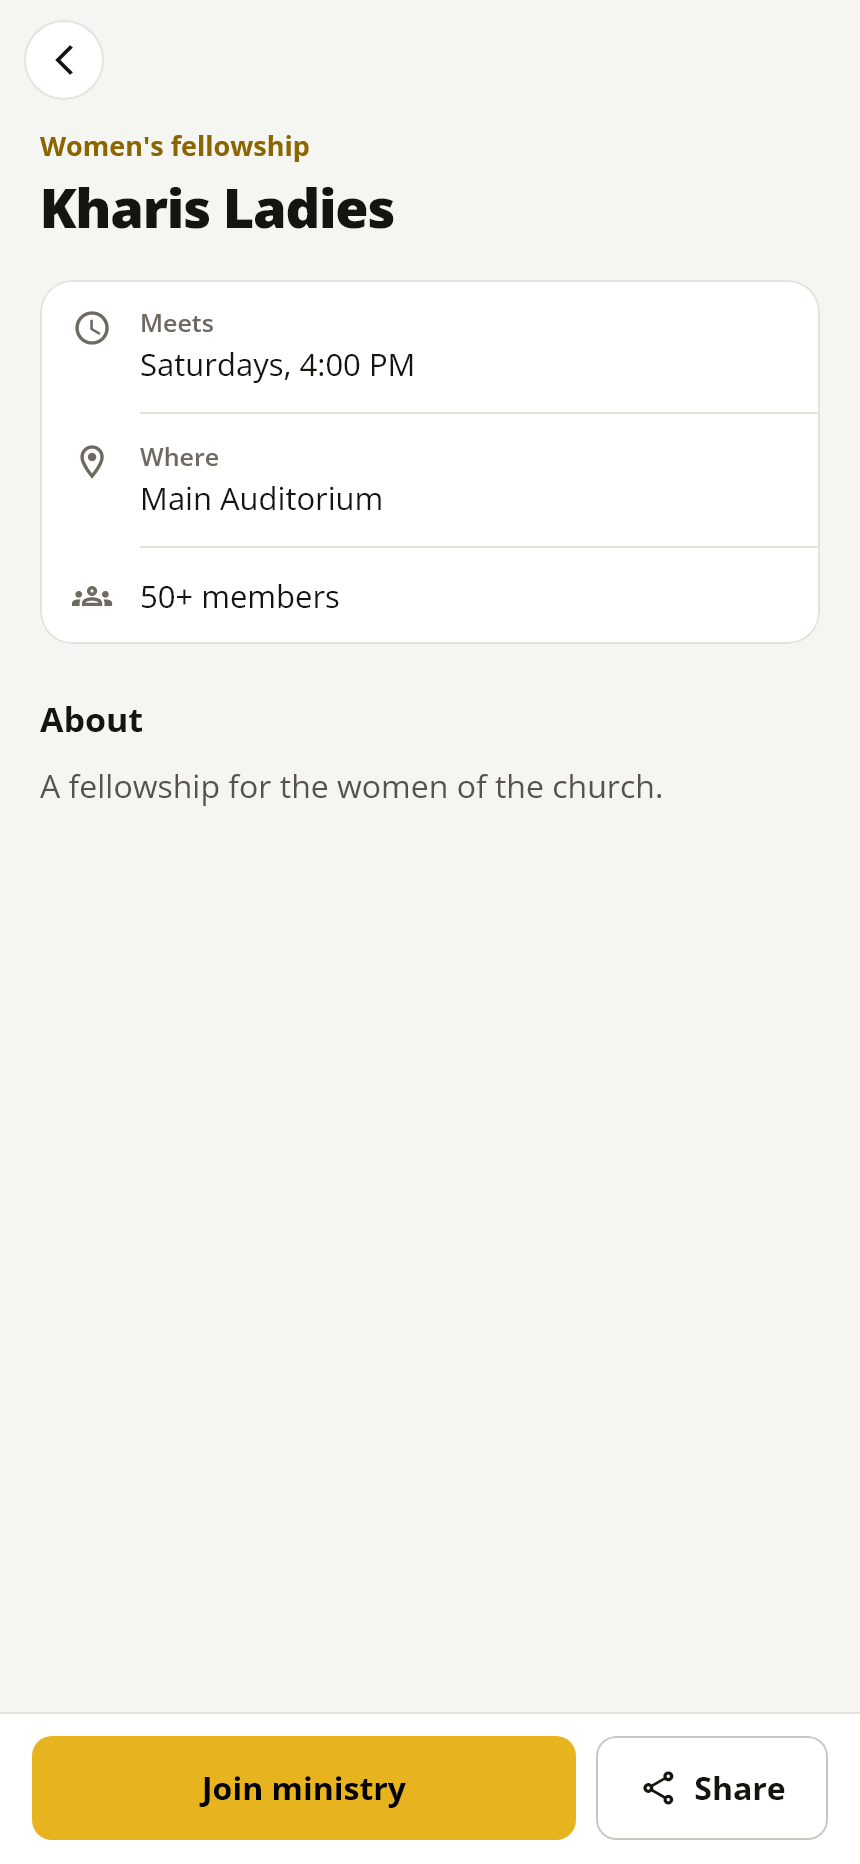 Women's fellowship
Kharis Ladies
Meets
Saturdays, 4:00 PM
Where
Main Auditorium
50+ members
About
A fellowship for the women of the church.
Join ministry
Share